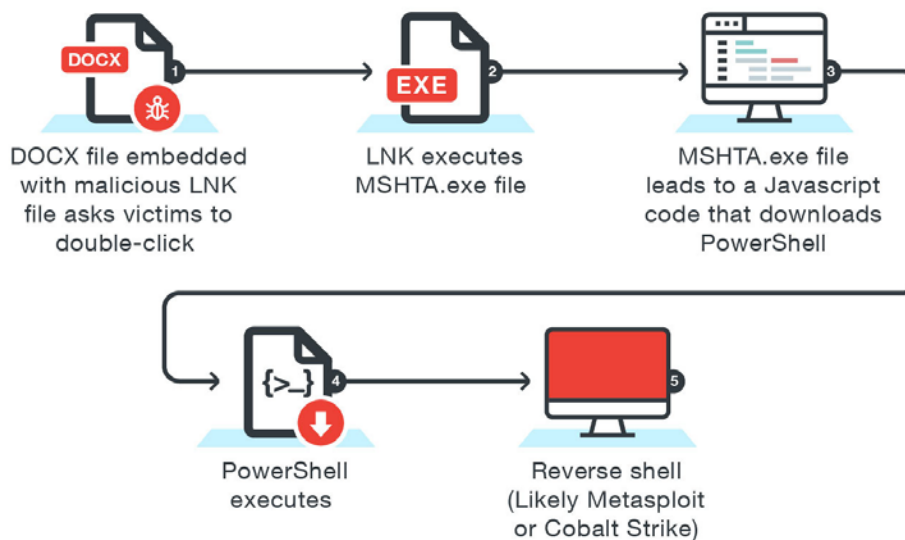 DOCX
1
EXE
2
3
DOCX file embedded
with malicious LNK
file asks victims to
double-click
LNK executes
MSHTA.exe file
MSHTA.exe file
leads to a Javascript
code that downloads
PowerShell
{>_}
4
5
PowerShell
executes
Reverse shell
(Likely Metasploit
or Cobalt Strike)